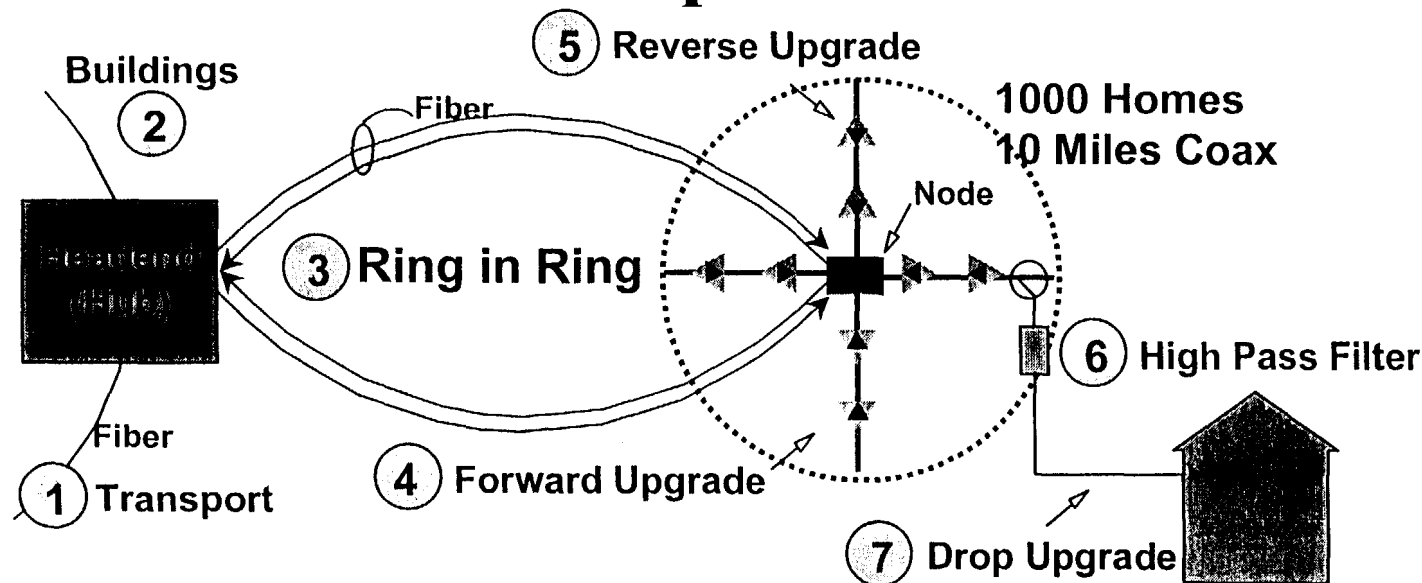 5 Reverse Upgrade
Buildings
2
Fiber
1000 Homes
10 Miles Coax
Node
3 Ring in Ring
6 High Pass Filter
Fiber
4 Forward Upgrade
1 Transport
7 Drop Upgrade